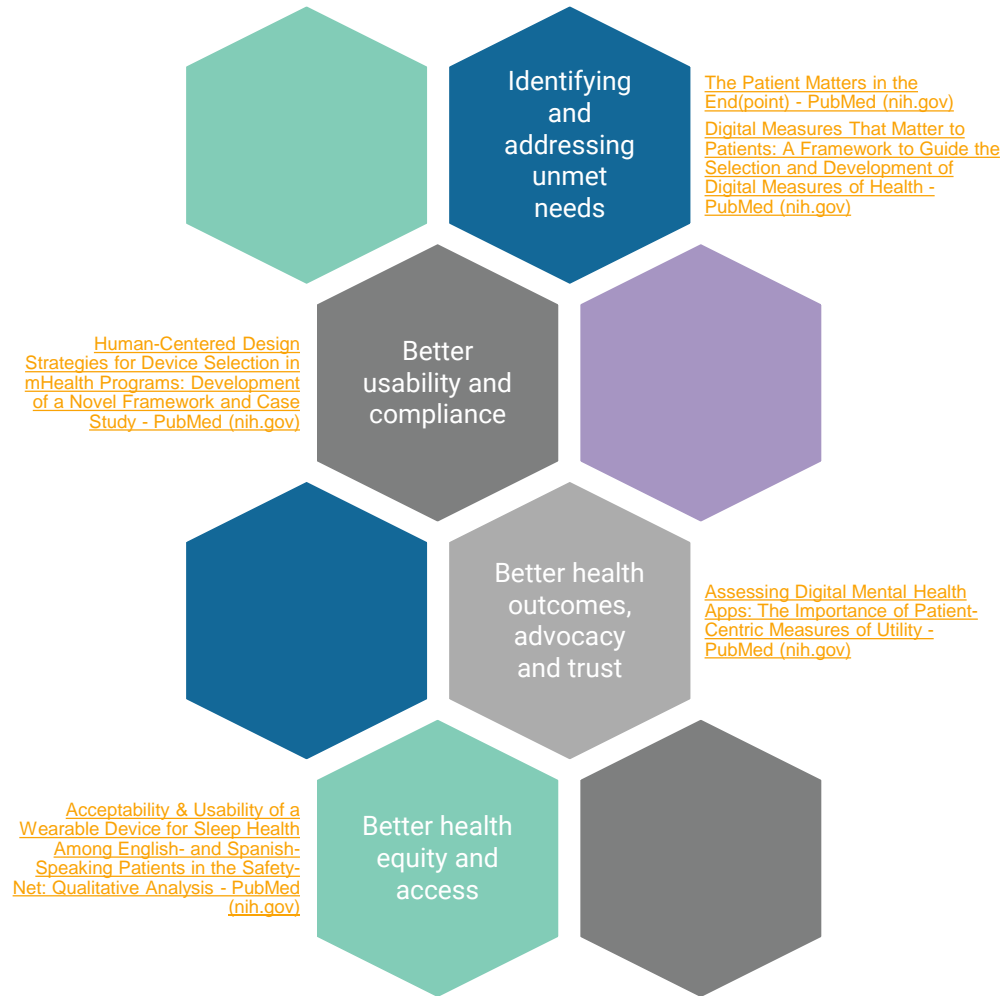 Identifying
and
addressing
unmet
needs
The Patient Matters in the
End(point) - PubMed (nih.gov)
Digital Measures That Matter to
Patients: A Framework to Guide the
Selection and Development of
Digital Measures of Health -
PubMed (nih.gov)
Human-Centered Design
Strategies for Device Selection in
mHealth Programs: Development
of a Novel Framework and Case
Study - PubMed (nih.gov)
Better
usability and
compliance
Better health
outcomes,
advocacy
and trust
Assessing Digital Mental Health
Apps: The Importance of Patient-
Centric Measures of Utility -
PubMed (nih.gov)
Acceptability & Usability of a
Wearable Device for Sleep Health
Among English- and Spanish-
Speaking Patients in the Safety-
Net: Qualitative Analysis - PubMed
(nih.gov)
Better health
equity and
access